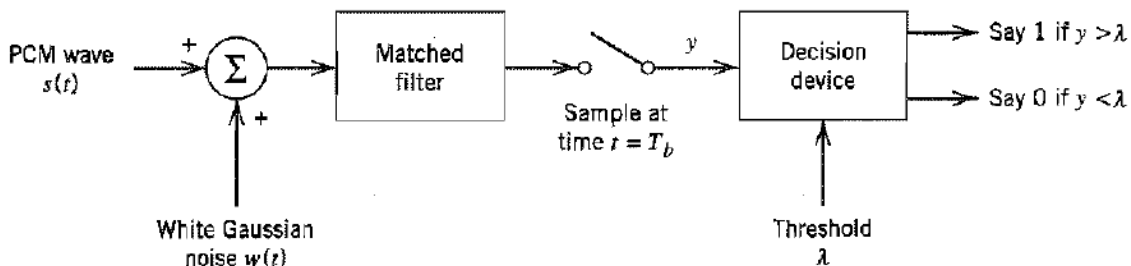 PCM wave
s(t)
+
Σ
+
White Gaussian
noise w(t)
Matched
filter
Sample at
time t = T_b
y
Decision
device
Threshold
λ
Say 1 if y > λ
Say 0 if y < λ